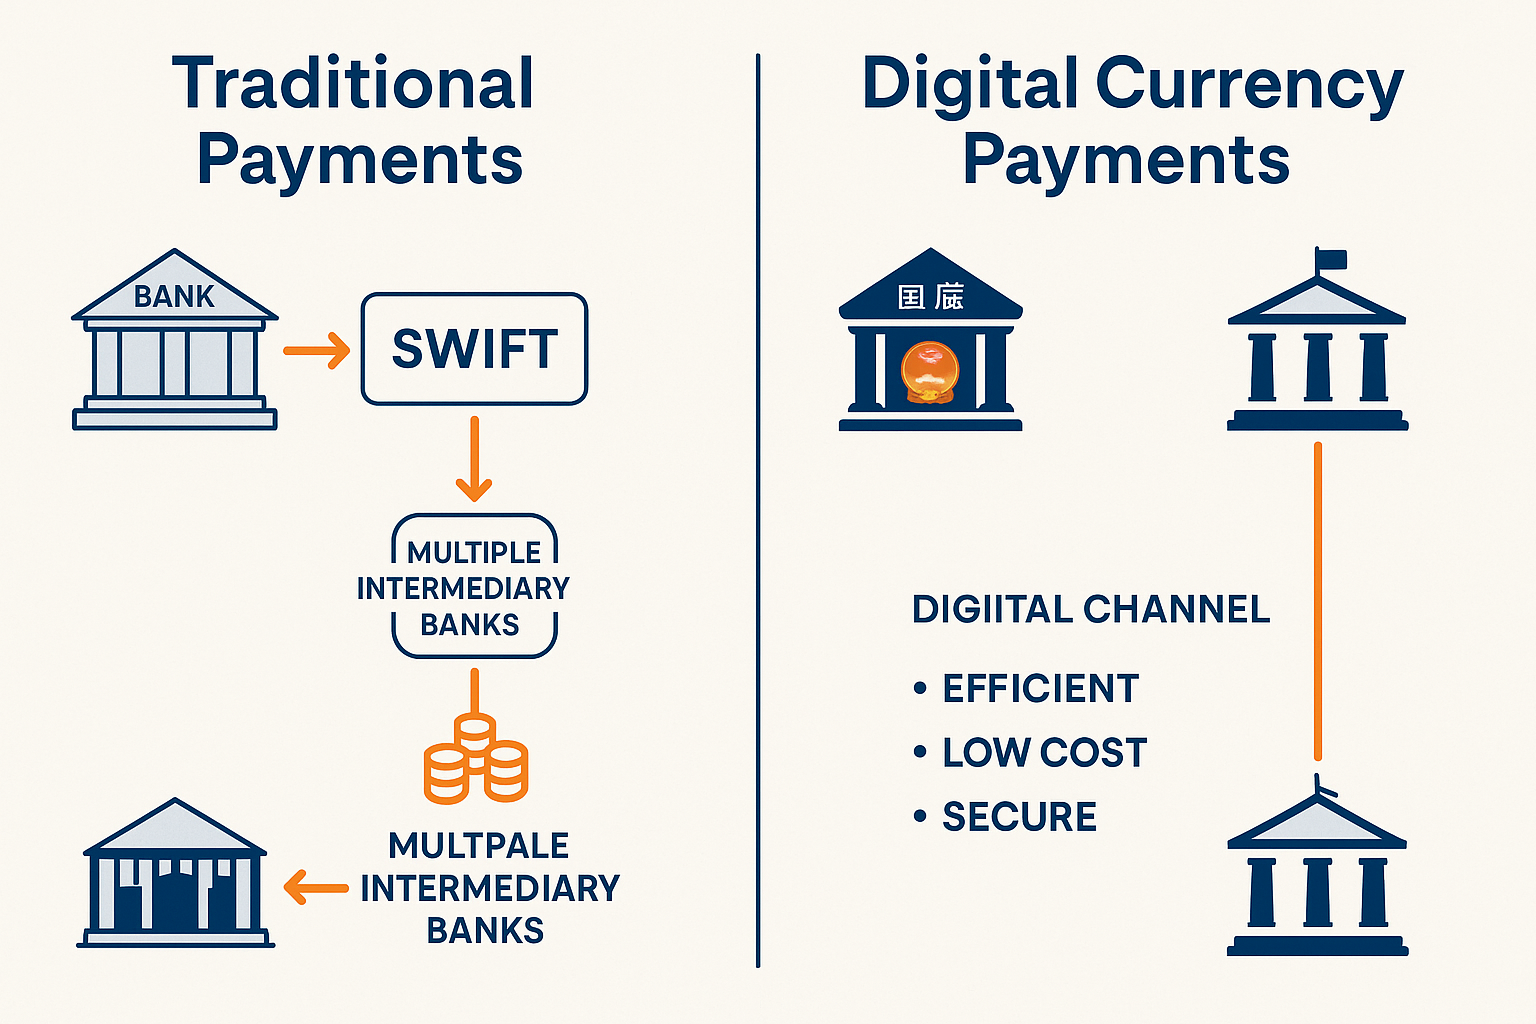 Traditional
Payments
BANK
SWIFT
MULTIPLE
INTERMEDIARY
BANKS
MULTPALE
INTERMEDIARY
BANKS
Digital Currency
Payments
国
DIGIITAL CHANNEL
• EFFICIENT
• LOW COST
• SECURE